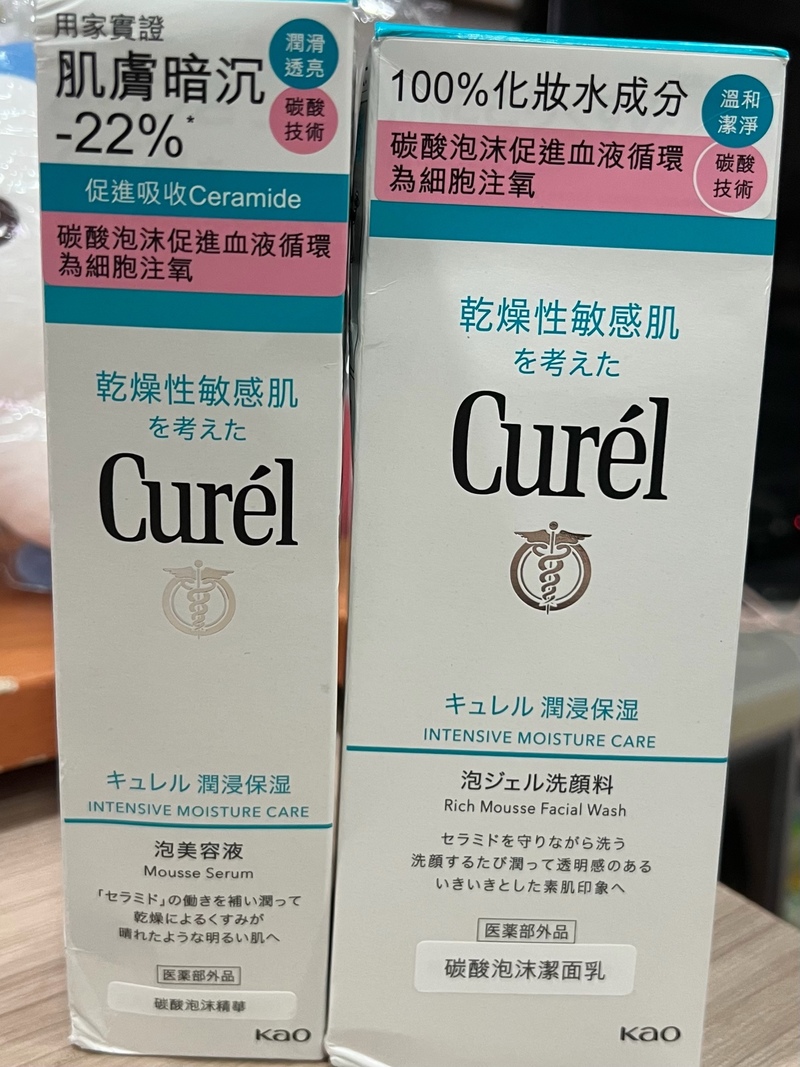 用家實證
肌膚暗沉
-22%*
潤滑
透亮
碳酸
技術
促進吸收Ceramide
碳酸泡沫促進血液循環
為細胞注氧
乾燥性敏感肌
を考えた
Curél
キュレル 潤浸保湿
INTENSIVE MOISTURE CARE
泡美容液
Mousse Serum
「セラミド」の働きを補い潤って
乾燥によるくすみが
晴れたような明るい肌へ
医薬部外品
碳酸泡沫精華
Kao
100%化妝水成分
溫和
潔淨
碳酸泡沫促進血液循環
為細胞注氧
碳酸
技術
乾燥性敏感肌
を考えた
Curél
キュレル 潤浸保湿
INTENSIVE MOISTURE CARE
泡ジェル洗顔料
Rich Mousse Facial Wash
セラミドを守りながら洗う
洗顔するたび潤って透明感のある
いきいきとした素肌印象へ
医薬部外品
碳酸泡沫潔面乳
Kao